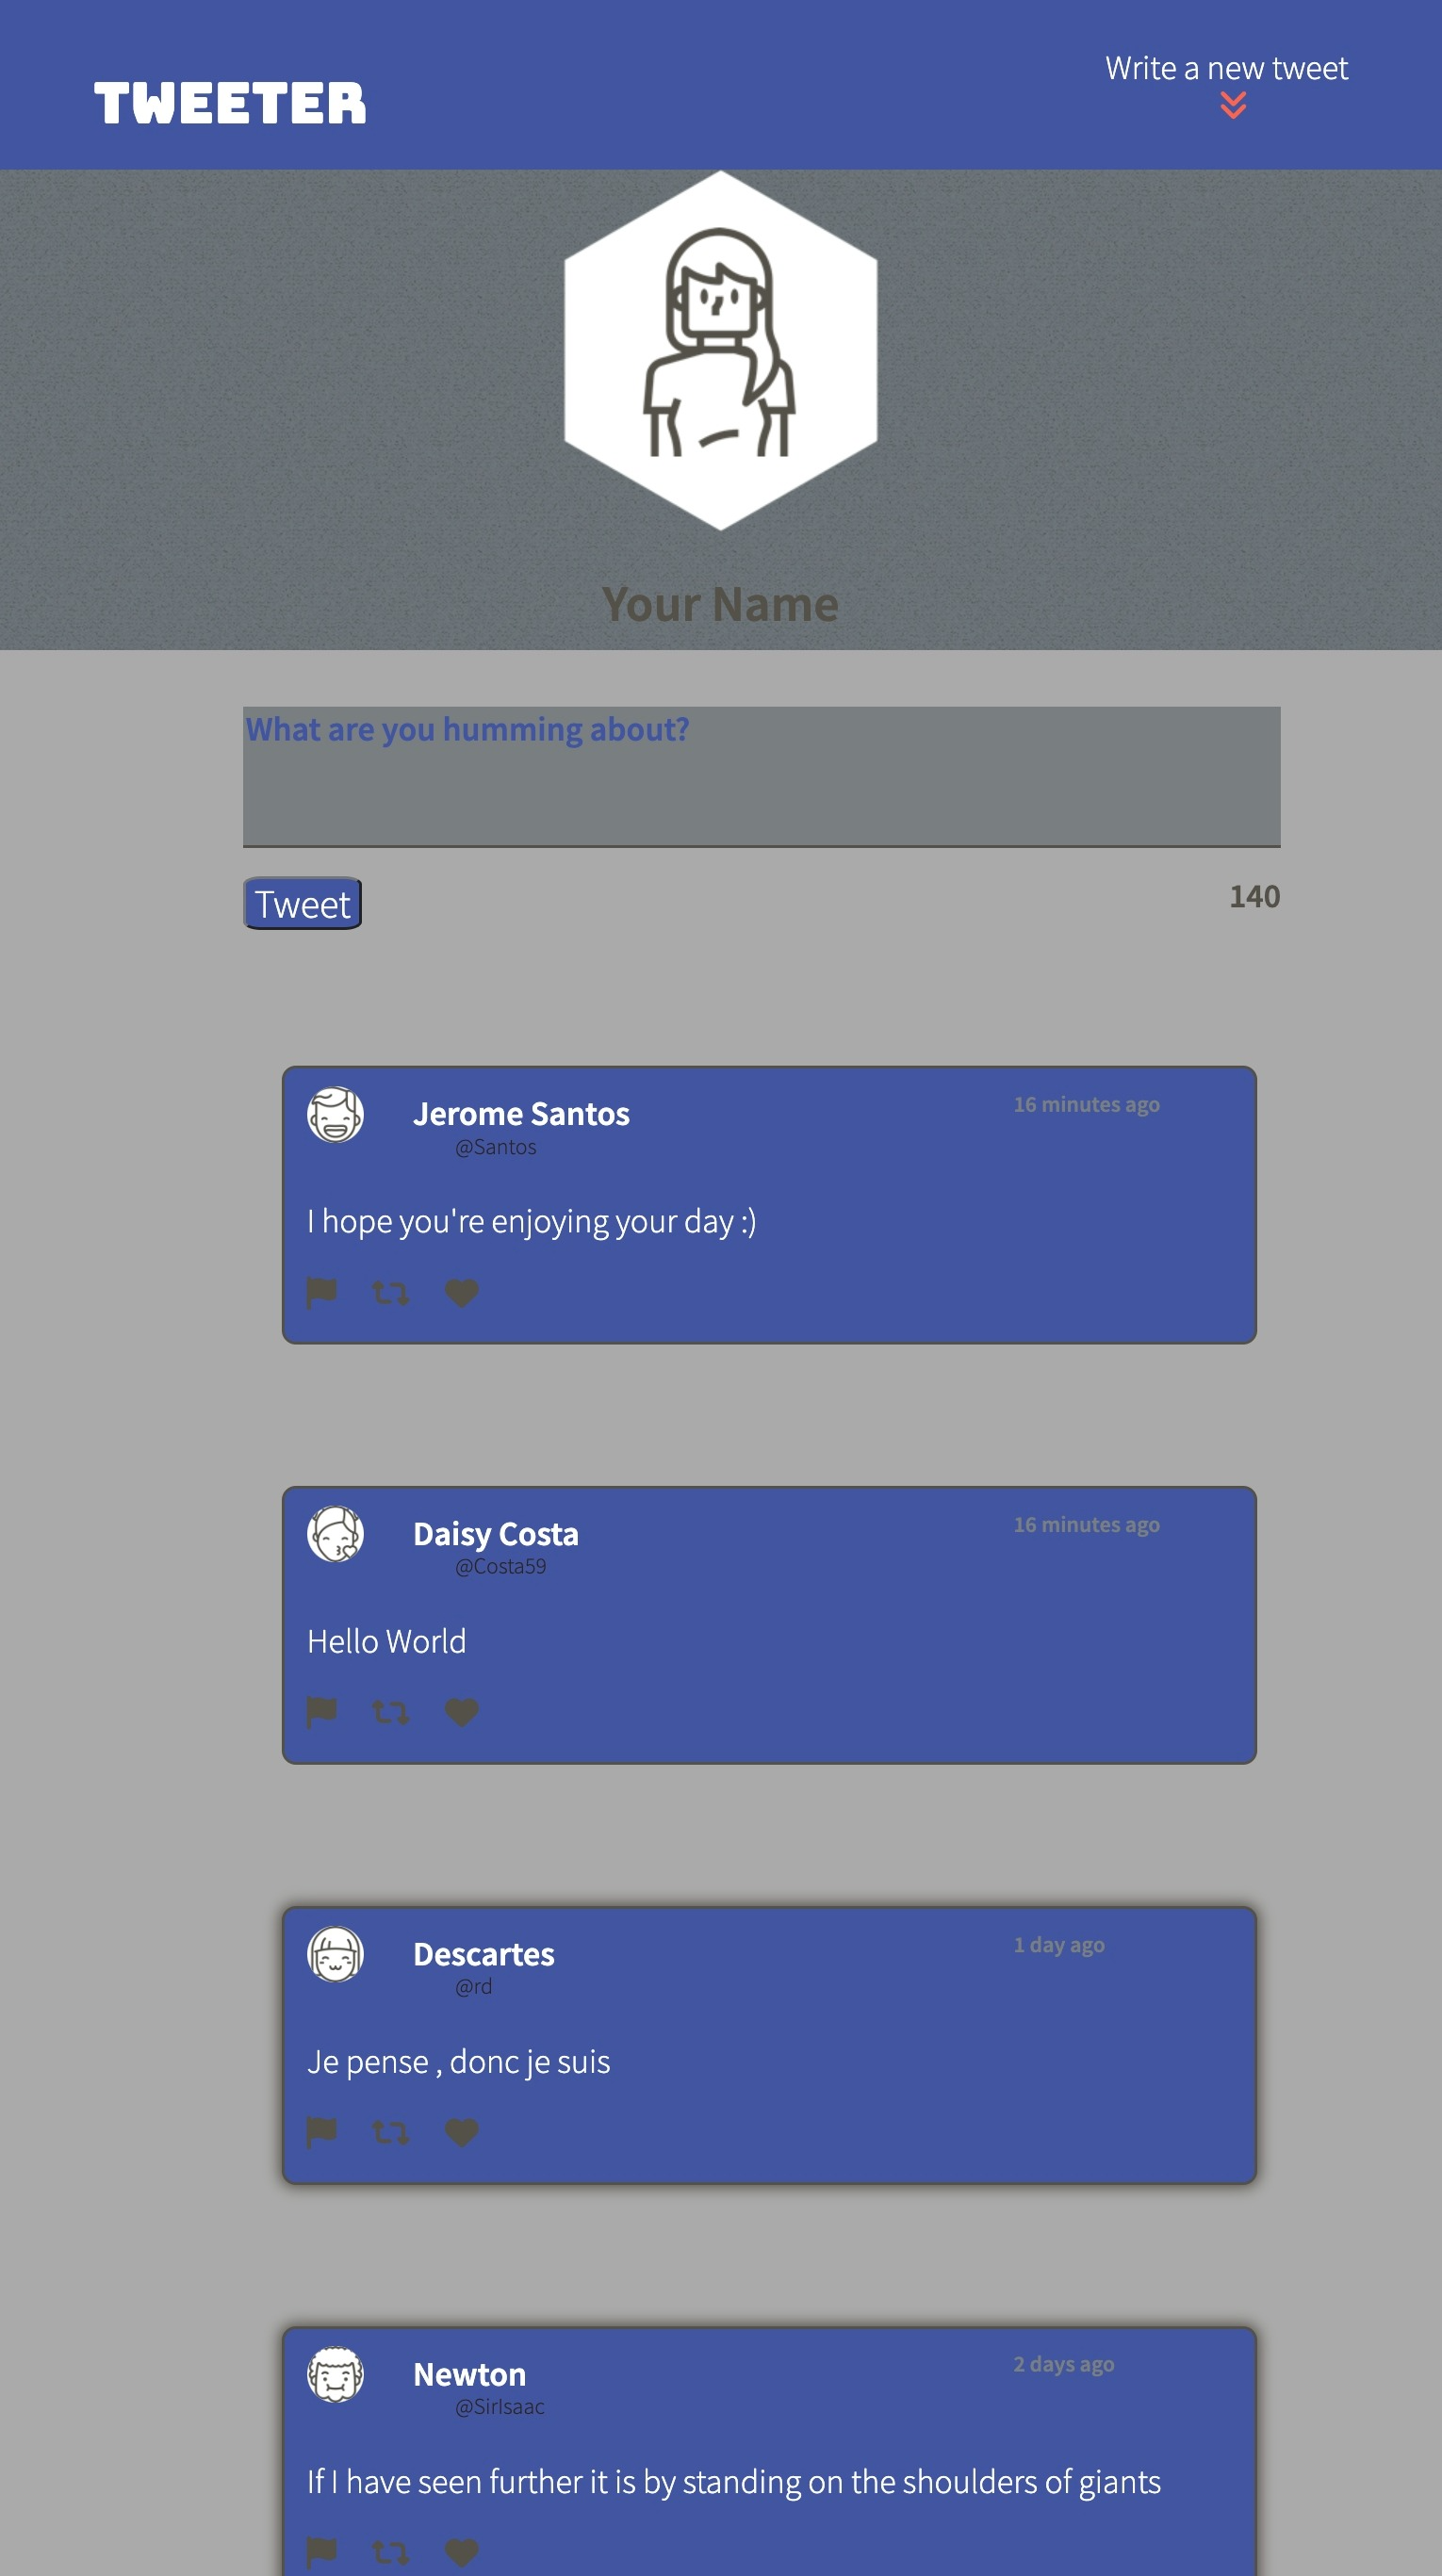 TWEETER
Write a new tweet
Your Name
What are you humming about?
Tweet
140
Jerome Santos
16 minutes ago
@Santos
I hope you're enjoying your day :)
Daisy Costa
16 minutes ago
@Costa59
Hello World
Descartes
1 day ago
@rd
Je pense , donc je suis
Newton
2 days ago
@SirIsaac
If I have seen further it is by standing on the shoulders of giants